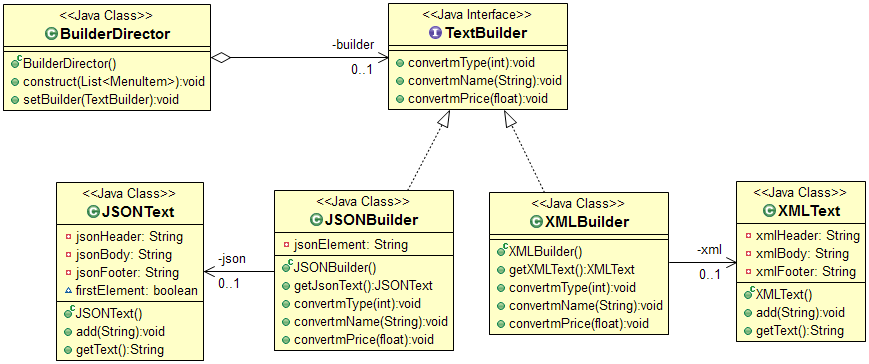 <<Java Class>>
BuilderDirector
BuilderDirector()
construct(List<MenuItem>):void
setBuilder(TextBuilder):void
-builder
0..1
<<Java Interface>>
TextBuilder
convertmType(int):void
convertmName(String):void
convertmPrice(float):void
<<Java Class>>
JSONText
jsonHeader: String
jsonBody: String
jsonFooter: String
firstElement: boolean
JSONText()
add(String):void
getText():String
-json
0..1
<<Java Class>>
JSONBuilder
jsonElement: String
JSONBuilder()
getJsonText():JSONText
convertmType(int):void
convertmName(String):void
convertmPrice(float):void
<<Java Class>>
XMLBuilder
XMLBuilder()
getXMLText():XMLText
convertmType(int):void
convertmName(String):void
convertmPrice(float):void
-xml
0..1
<<Java Class>>
XMLText
xmlHeader: String
xmlBody: String
xmlFooter: String
XMLText()
add(String):void
getText():String